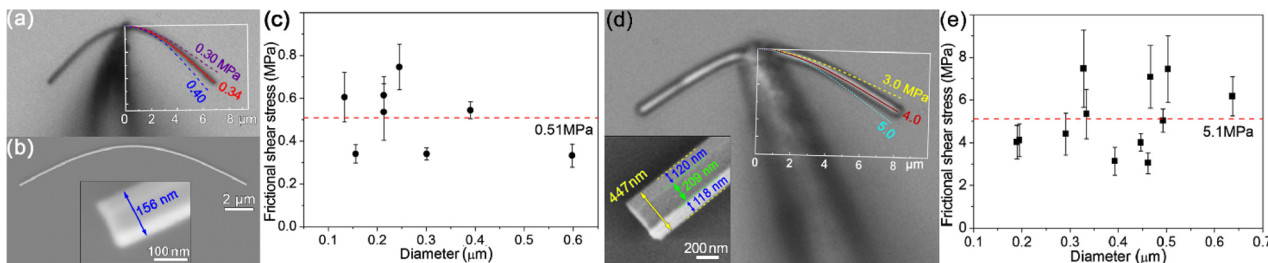 (a)
0.30 MPa
0.34
0.40
0 2 4 6 8 μm
(b)
156 nm
2 μm
100 nm
(c)
Frictional shear stress (MPa)
1.0
0.8
0.6
0.4
0.2
0.0
0.51MPa
0.1 0.2 0.3 0.4 0.5 0.6 0.7
Diameter (μm)
(d)
3.0 MPa
4.0
5.0
0 2 4 6 8 μm
447nm
120 nm
209 nm
118 nm
200 nm
(e)
Frictional shear stress (MPa)
10
8
6
4
2
0
5.1MPa
0.1 0.2 0.3 0.4 0.5 0.6 0.7
Diameter (μm)